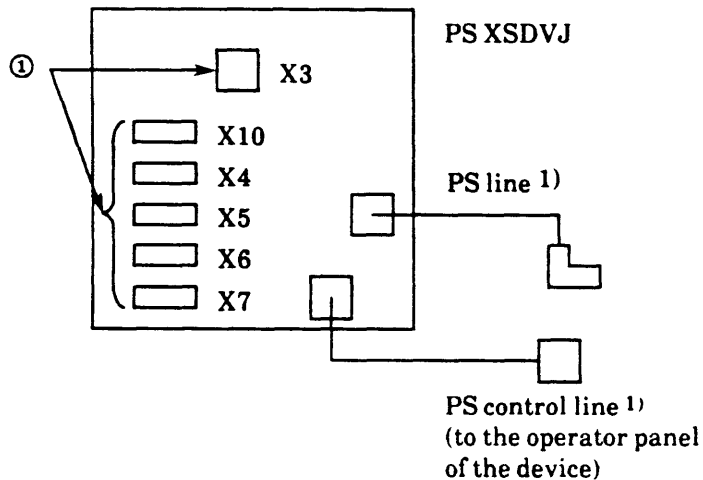 PS XSDVJ
①
X3
X10
X4
X5
X6
X7
PS line 1)
PS control line 1)
(to the operator panel
of the device)